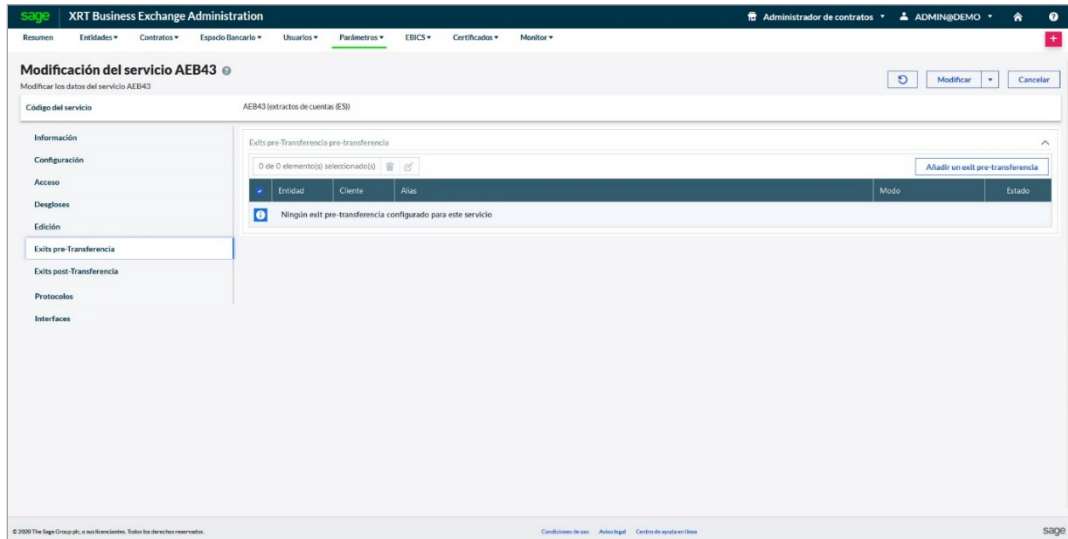 sage XRT Business Exchange Administration Administrador de contratos ADMIN@DEMO
Resumen Entidades Contratos Espacio Bancario Usuarios Parámetros EBICS Certificados Monitor +
Modificación del servicio AEB43
Modificar los datos del servicio AEB43
Modificar Cancelar
Código del servicio AEB43 (extractos de cuentas (ES))
Información
Configuración
Acceso
Desgloses
Edición
Exits pre-Transferencia
Exits post-Transferencia
Protocolos
Interfaces
Exits pre-Transferencia pre-transferencia
0 de 0 elemento(s) seleccionado(s) Añadir un exit pre-transferencia
Entidad Cliente Alias Modo Estado
Ningún exit pre-transferencia configurado para este servicio
© 2020 The Sage Group plc, o sus licenciantes. Todos los derechos reservados. Condiciones de uso Aviso legal Centro de ayuda en línea sage